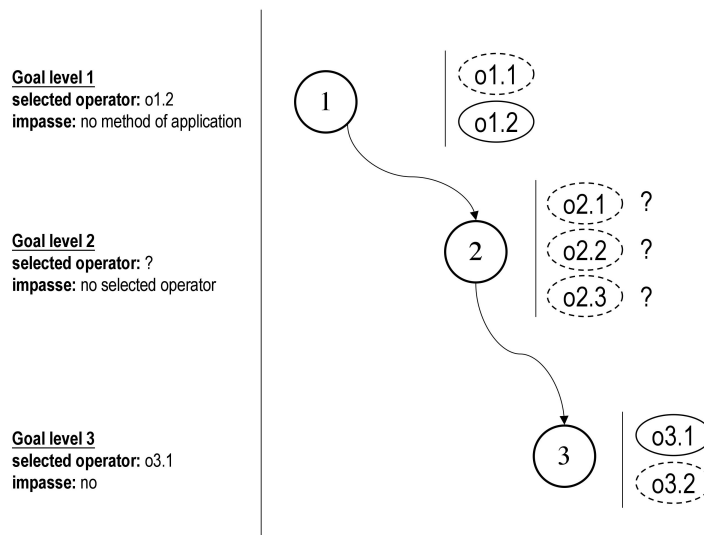 Goal level 1
selected operator: o1.2
impasse: no method of application
1
o1.1
o1.2
Goal level 2
selected operator: ?
impasse: no selected operator
2
o2.1 ?
o2.2 ?
o2.3 ?
Goal level 3
selected operator: o3.1
impasse: no
3
o3.1
o3.2